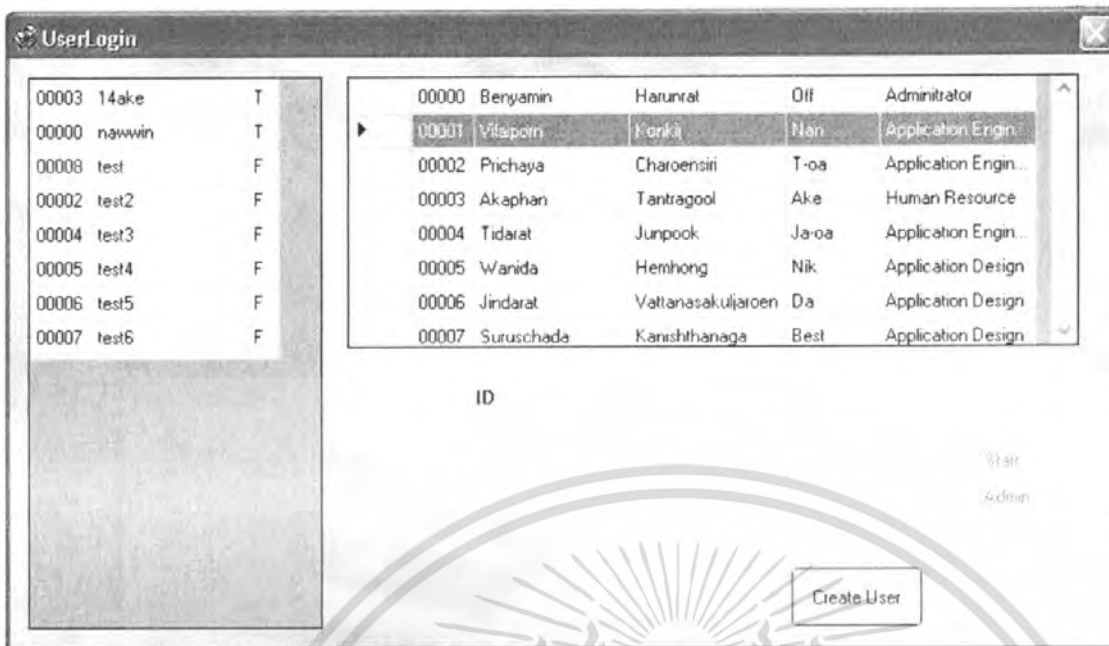 UserLogin
00003 14ake T
00000 nawwin T
00008 test F
00002 test2 F
00004 test3 F
00005 test4 F
00006 test5 F
00007 test6 F
00000 Benyamin Harunrat Off Adminitrator
00001 Vilaiporn Konkij Nan Application Engin...
00002 Prichaya Charoensiri T-oa Application Engin...
00003 Akaphan Tantragool Ake Human Resource
00004 Tidarat Junpook Ja-oa Application Engin...
00005 Wanida Hemhong Nik Application Design
00006 Jindarat Vattanasakuljaroen Da Application Design
00007 Suruschada Kanishthanaga Best Application Design
ID
Admin
Create User